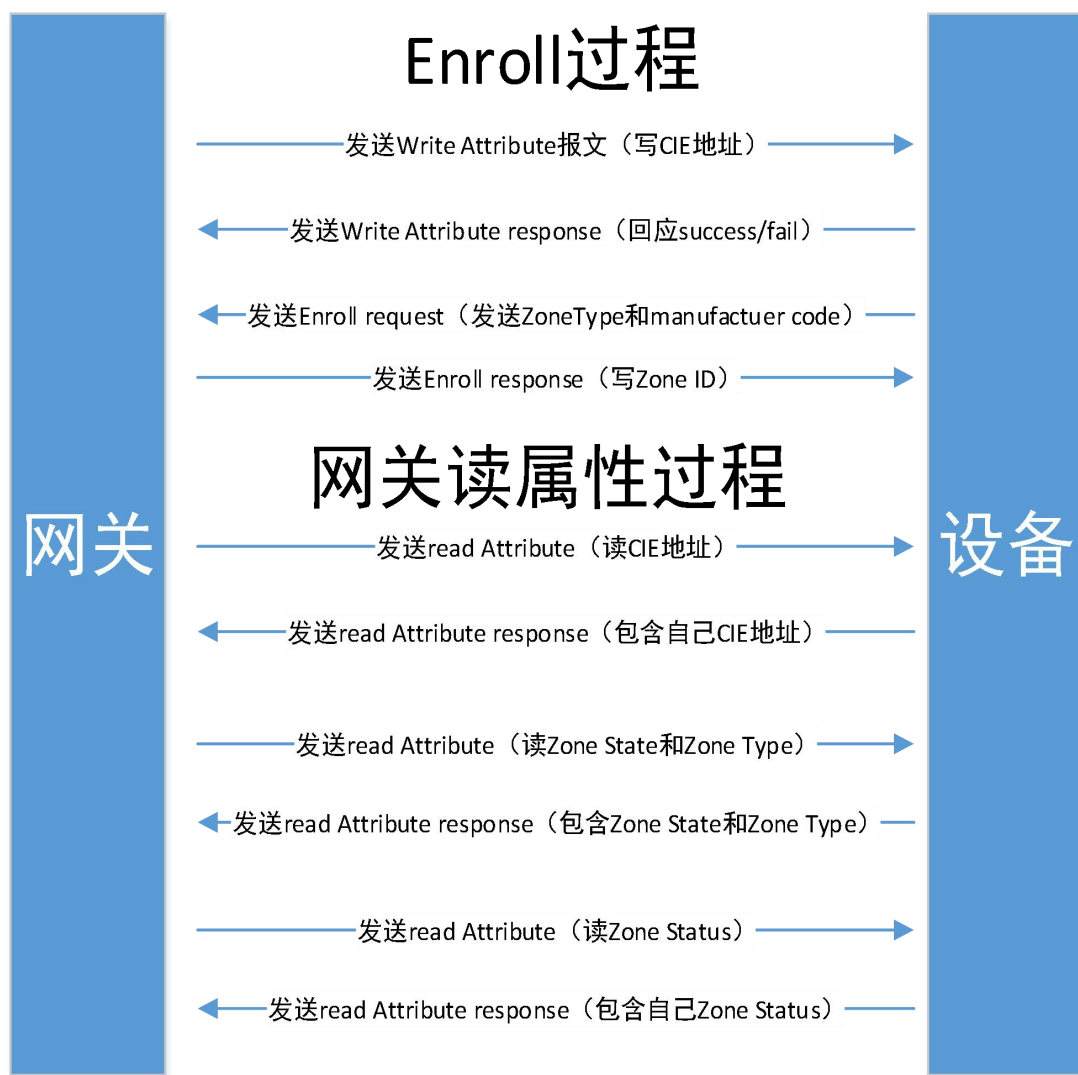 Enroll过程
发送Write Attribute报文（写CIE地址）
发送Write Attribute response（回应success/fail）
发送Enroll request（发送ZoneType和manufactuer code）
发送Enroll response（写Zone ID）
网关读属性过程
网关
设备
发送read Attribute（读CIE地址）
发送read Attribute response（包含自己CIE地址）
发送read Attribute（读Zone State和Zone Type）
发送read Attribute response（包含Zone State和Zone Type）
发送read Attribute（读Zone Status）
发送read Attribute response（包含自己Zone Status）